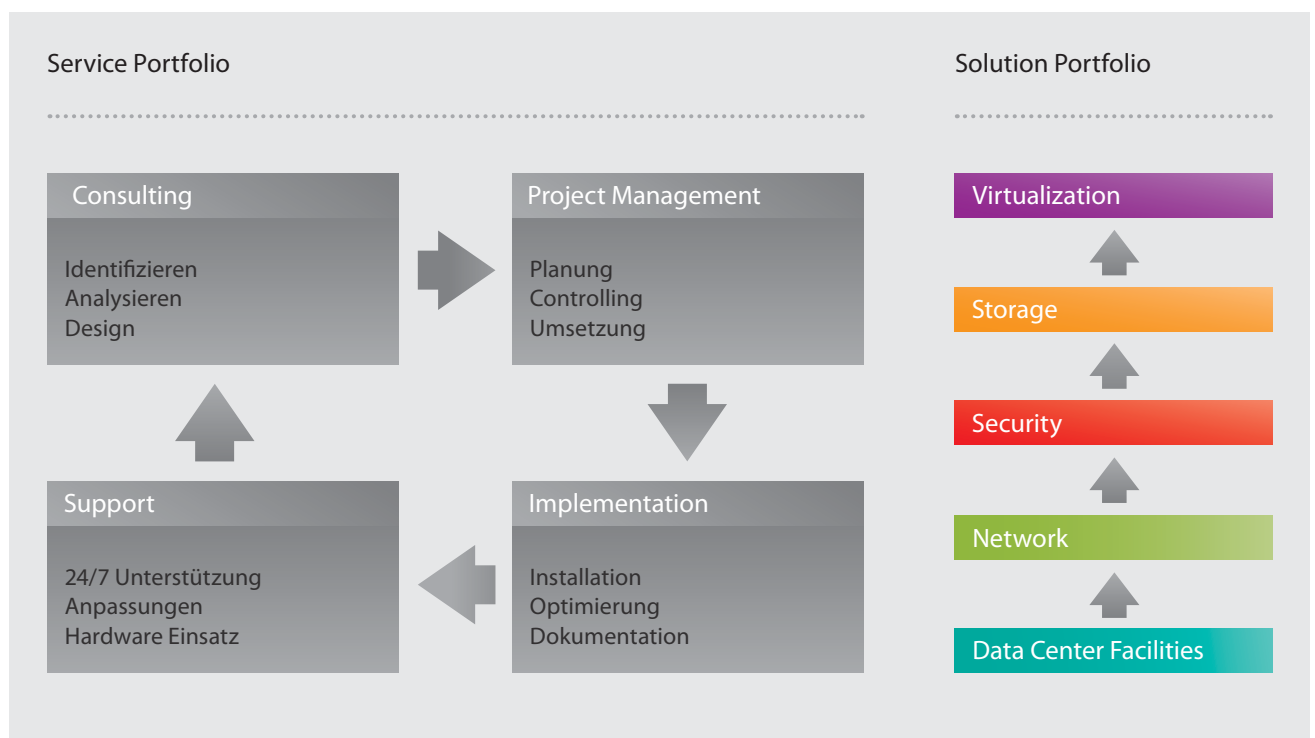 Service Portfolio
Consulting
Identifizieren
Analysieren
Design
Project Management
Planung
Controlling
Umsetzung
Support
24/7 Unterstützung
Anpassungen
Hardware Einsatz
Implementation
Installation
Optimierung
Dokumentation
Solution Portfolio
Virtualization
Storage
Security
Network
Data Center Facilities